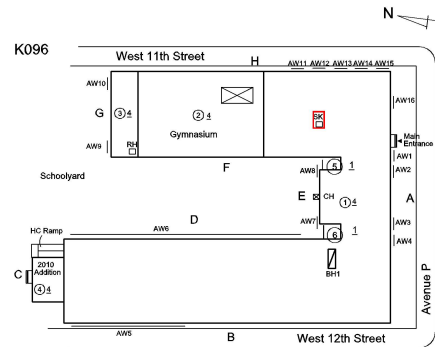 N
K096
West 11th Street
H
AW11 AW12 AW13 AW14 AW15
AW10
AW16
SK
G
3 4
2 4
Gymnasium
Main
Entrance
RH
AW9
AW1
F
5 1
AW8
AW2
Schoolyard
E
CH
1 4
A
D
AW7
AW3
AW6
6 1
AW4
HC Ramp
2010
Addition
C
4 4
BH1
Avenue P
AW5
B
West 12th Street